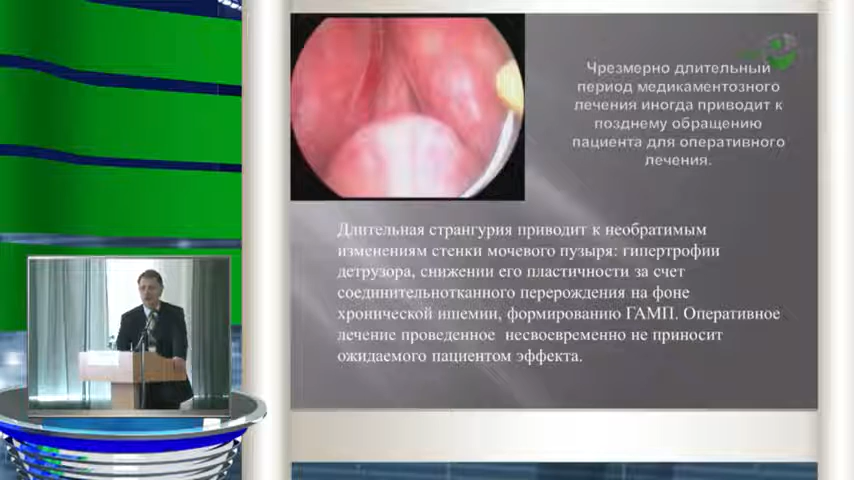 Чрезмерно длительный
период медикаментозного
лечения иногда приводит к
позднему обращению
пациента для оперативного
лечения.
Длительная странгурия приводит к необратимым
изменениям стенки мочевого пузыря: гипертрофии
детрузора, снижении его пластичности за счет
соединительнотканного перерождения на фоне
хронической ишемии, формированию ГАМП. Оперативное
лечение проведенное несвоевременно не приносит
ожидаемого пациентом эффекта.